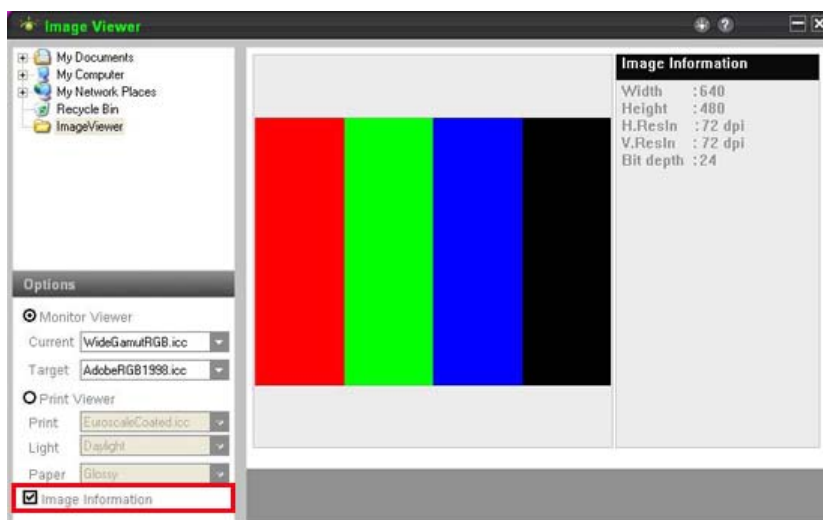 Image Viewer
My Documents
My Computer
My Network Places
Recycle Bin
ImageViewer
Options
Monitor Viewer
Current WideGamutRGB.icc
Target AdobeRGB1998.icc
Print Viewer
Print EuroscaleCoated.icc
Light Daylight
Paper Glossy
Image Information
Image Information
Width :640
Height :480
H.Resln :72 dpi
V.Resln :72 dpi
Bit depth :24